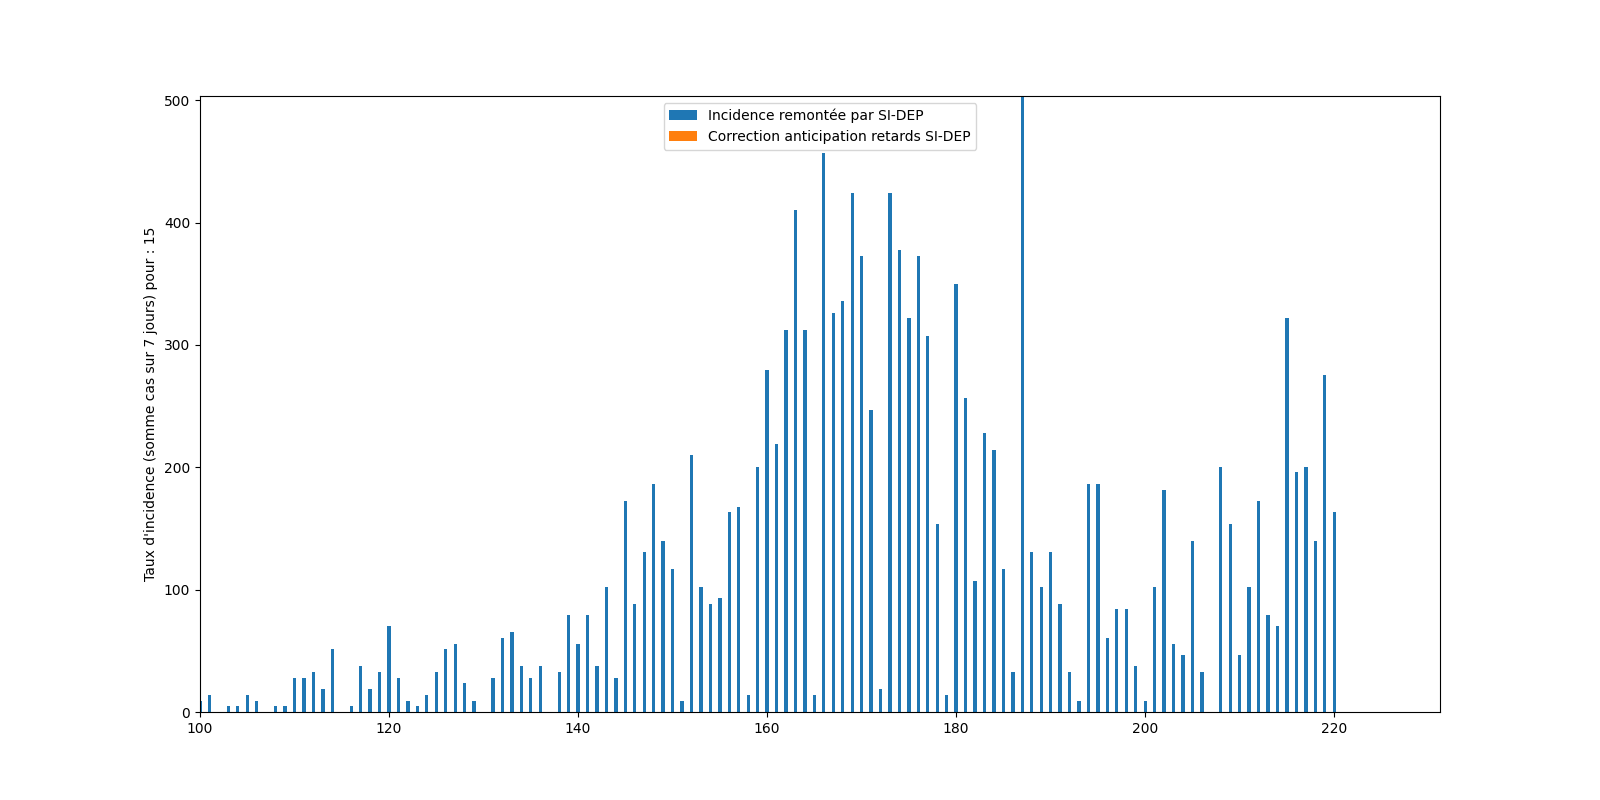 Incidence remontée par SI-DEP
Correction anticipation retards SI-DEP
Taux d'incidence (somme cas sur 7 jours) pour : 15
500
400
300
200
100
0
100 120 140 160 180 200 220